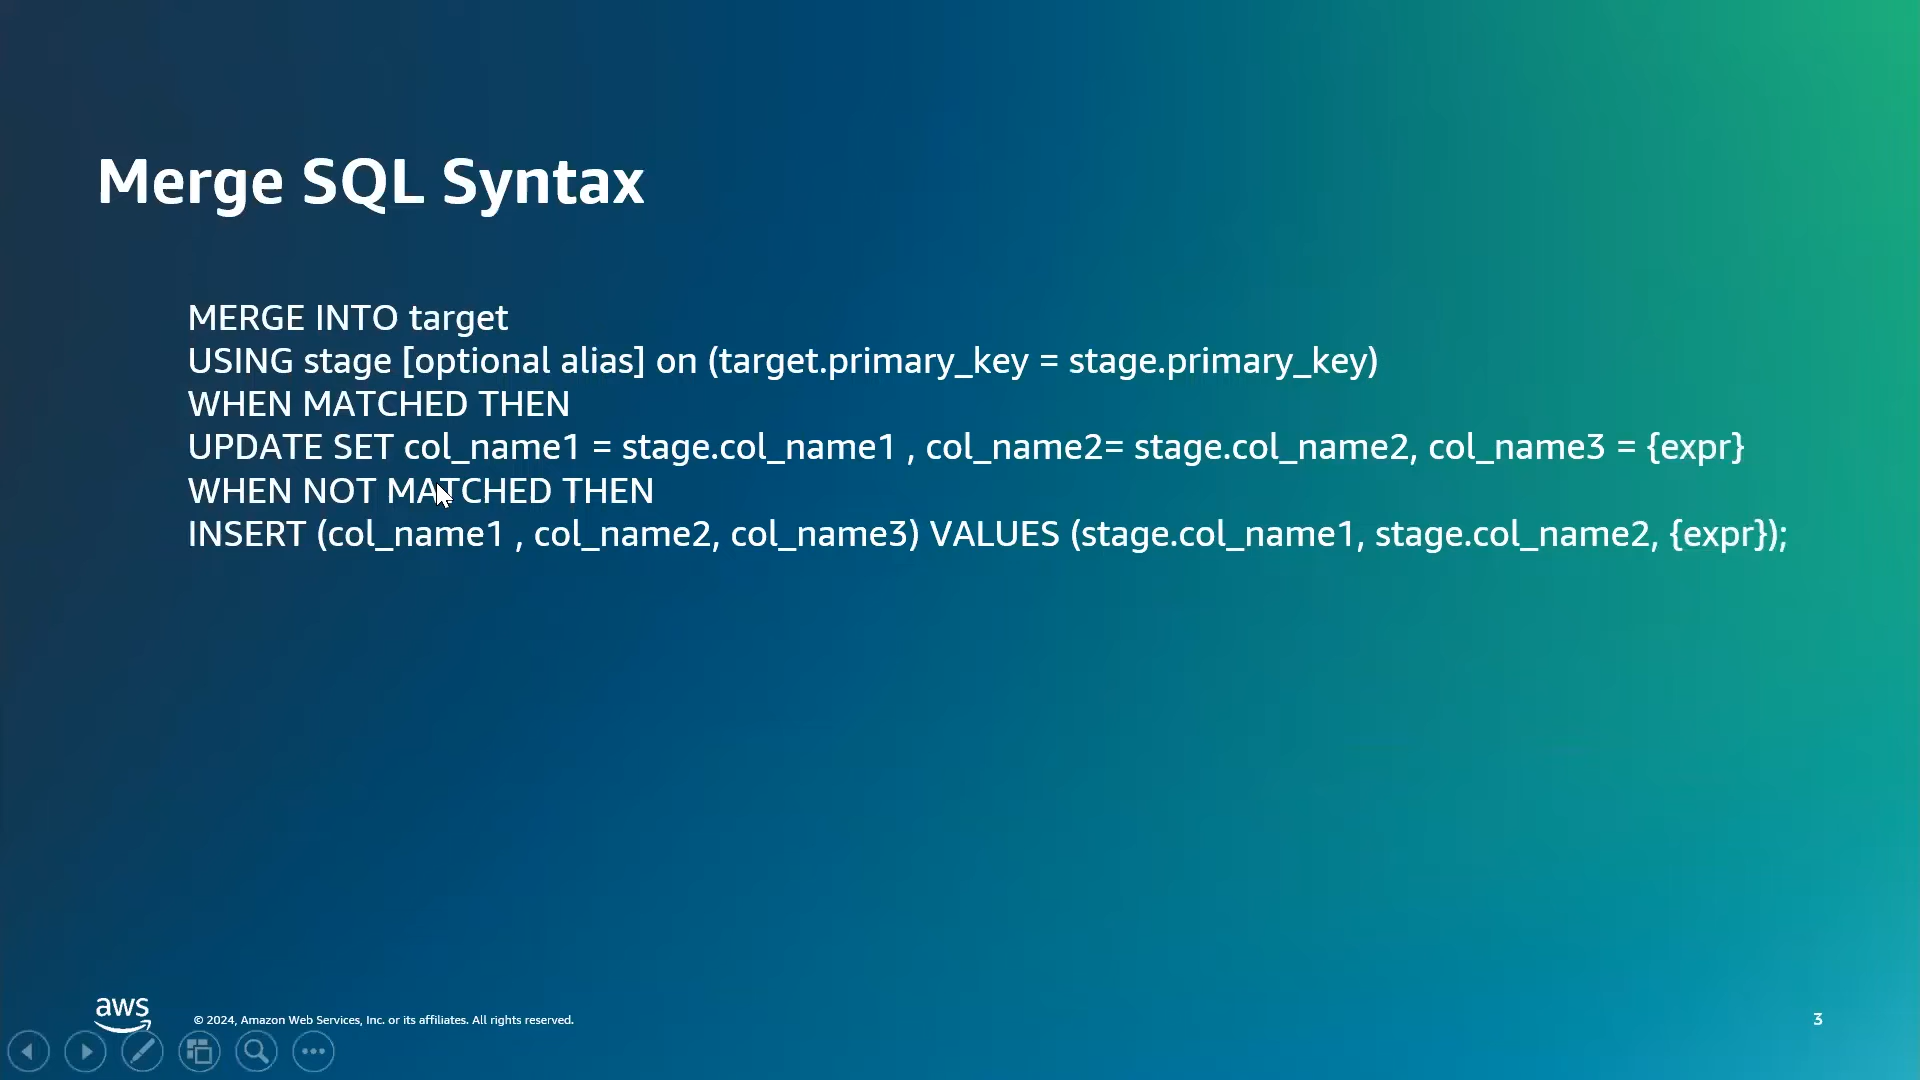 Merge SQL Syntax
MERGE INTO target
USING stage [optional alias] on (target.primary_key = stage.primary_key)
WHEN MATCHED THEN
UPDATE SET col_name1 = stage.col_name1 , col_name2= stage.col_name2, col_name3 = {expr}
WHEN NOT MATCHED THEN
INSERT (col_name1 , col_name2, col_name3) VALUES (stage.col_name1, stage.col_name2, {expr});
aws
© 2024, Amazon Web Services, Inc. or its affiliates. All rights reserved.
3